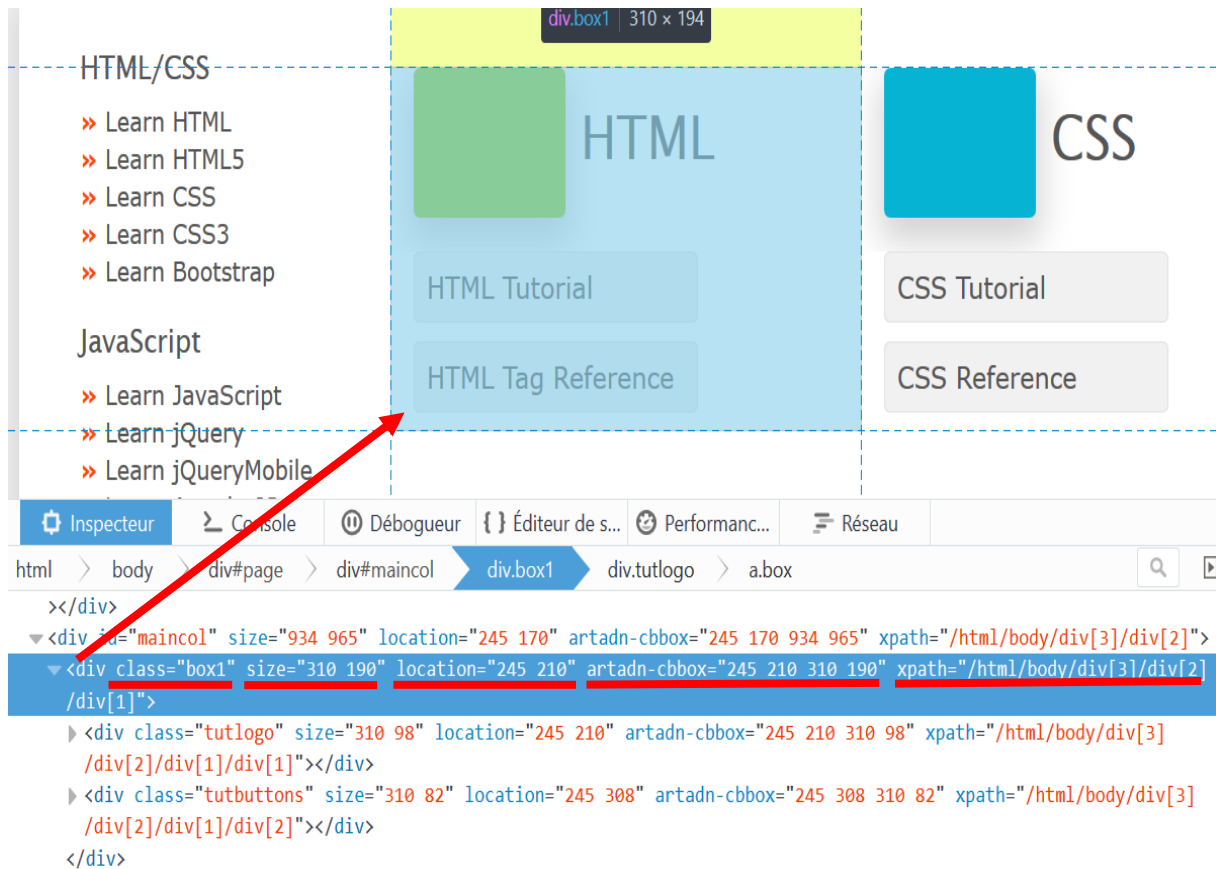 div.box1 310 × 194
HTML/CSS
» Learn HTML
» Learn HTML5
» Learn CSS
» Learn CSS3
» Learn Bootstrap
JavaScript
» Learn JavaScript
» Learn jQuery
» Learn jQueryMobile
HTML
HTML Tutorial
HTML Tag Reference
CSS
CSS Tutorial
CSS Reference
Inspecteur Console Débogueur { } Éditeur de s... Performanc... Réseau
html body div#page div#maincol div.box1 div.tutlogo a.box
></div>
<div id="maincol" size="934 965" location="245 170" artadn-cbbox="245 170 934 965" xpath="/html/body/div[3]/div[2]">
<div class="box1" size="310 190" location="245 210" artadn-cbbox="245 210 310 190" xpath="/html/body/div[3]/div[2]
/div[1]">
<div class="tutlogo" size="310 98" location="245 210" artadn-cbbox="245 210 310 98" xpath="/html/body/div[3]
/div[2]/div[1]/div[1]"></div>
<div class="tutbuttons" size="310 82" location="245 308" artadn-cbbox="245 308 310 82" xpath="/html/body/div[3]
/div[2]/div[1]/div[2]"></div>
</div>